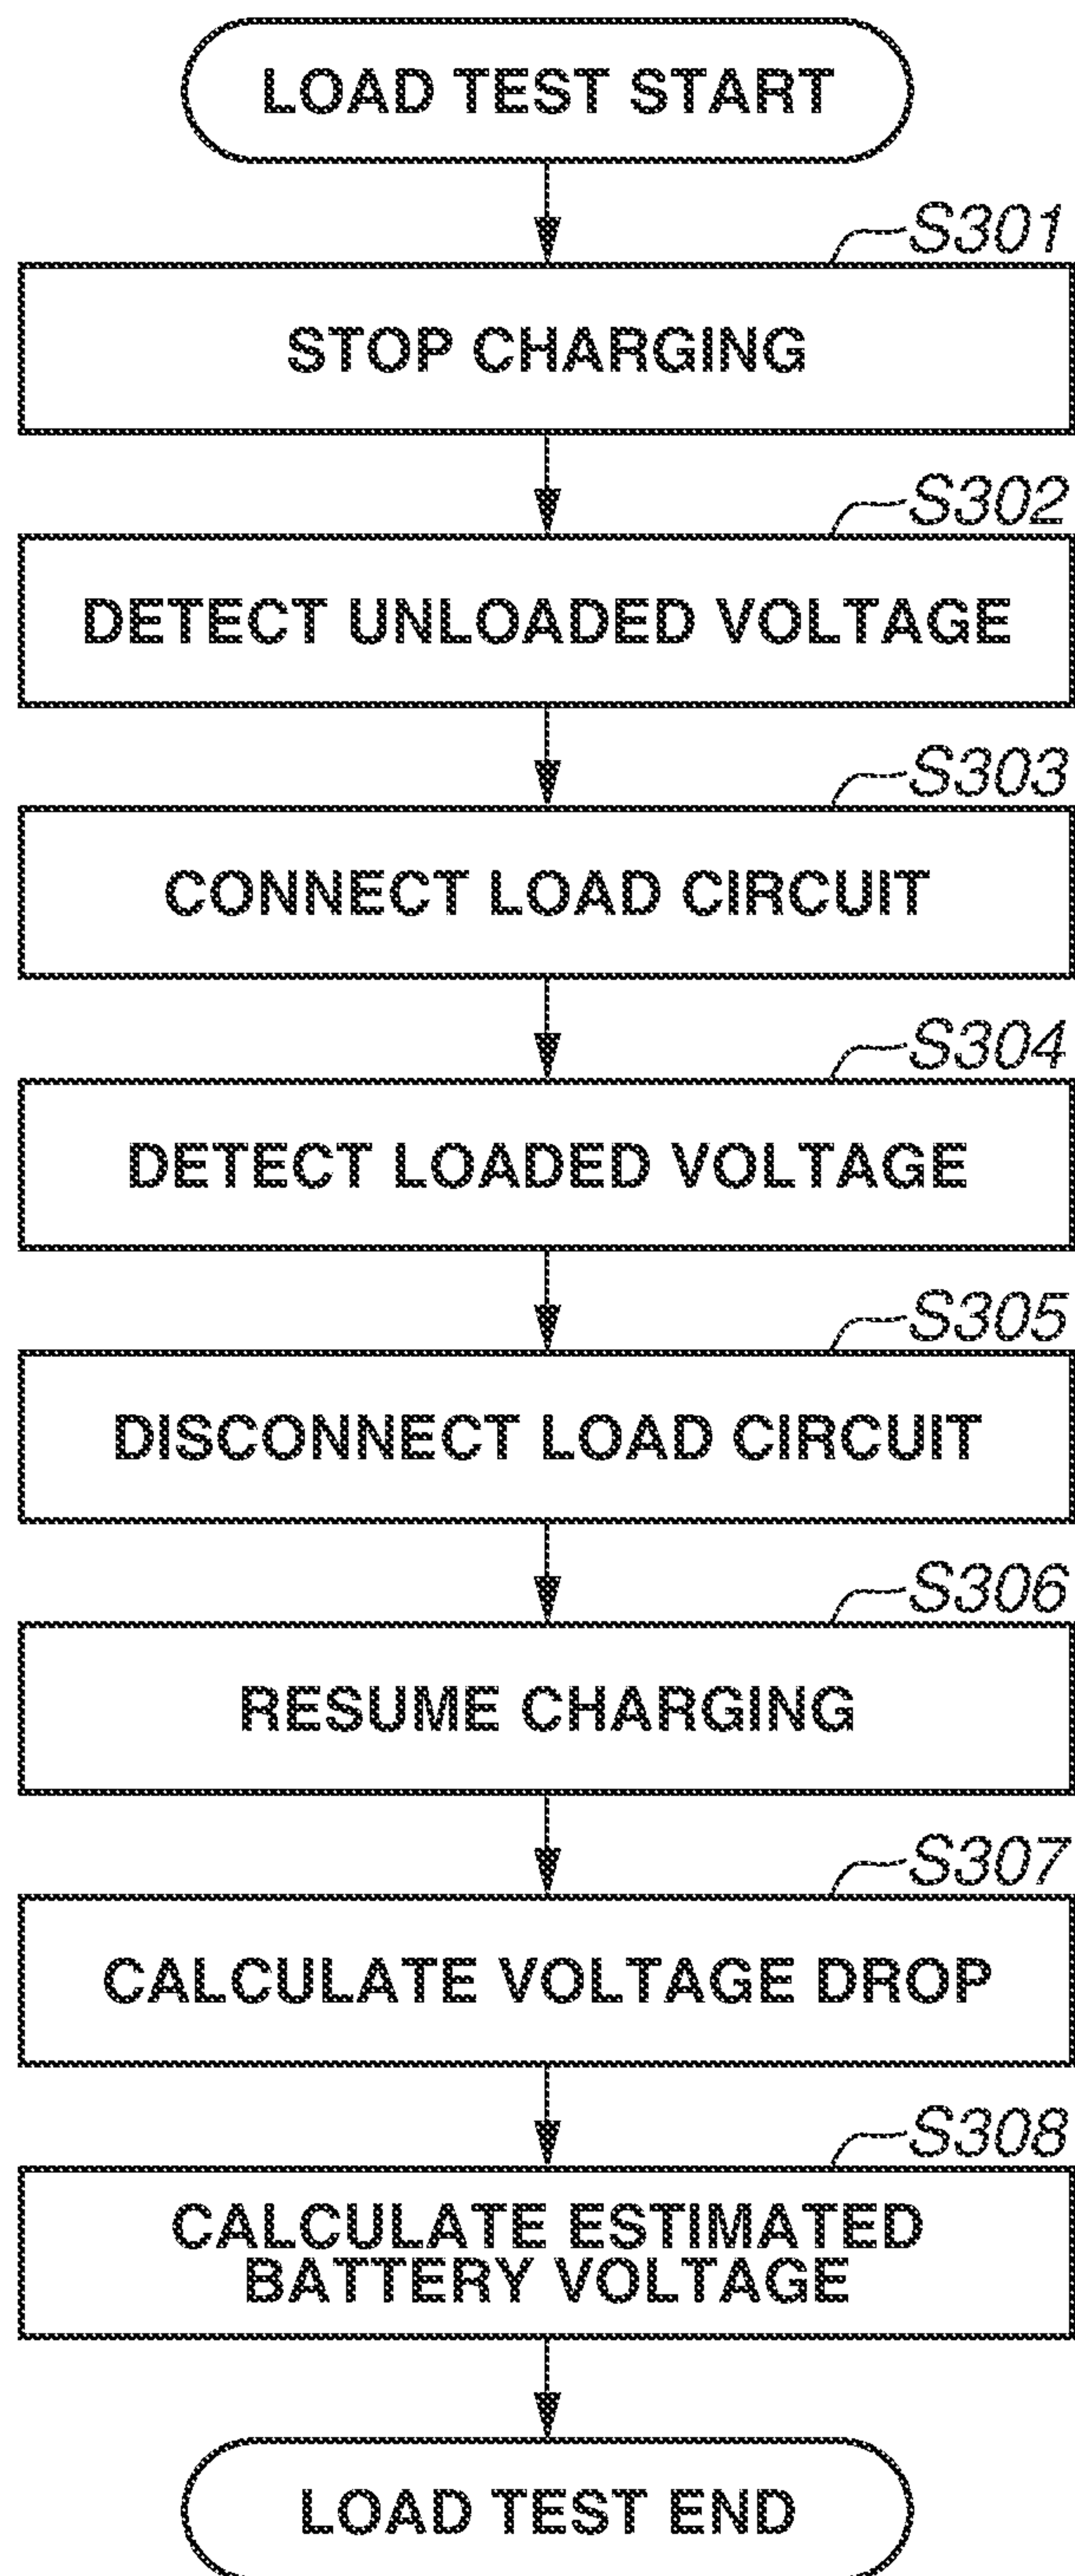 LOAD TEST START
S301
STOP CHARGING
S302
DETECT UNLOADED VOLTAGE
S303
CONNECT LOAD CIRCUIT
S304
DETECT LOADED VOLTAGE
S305
DISCONNECT LOAD CIRCUIT
S306
RESUME CHARGING
S307
CALCULATE VOLTAGE DROP
S308
CALCULATE ESTIMATED
BATTERY VOLTAGE
LOAD TEST END